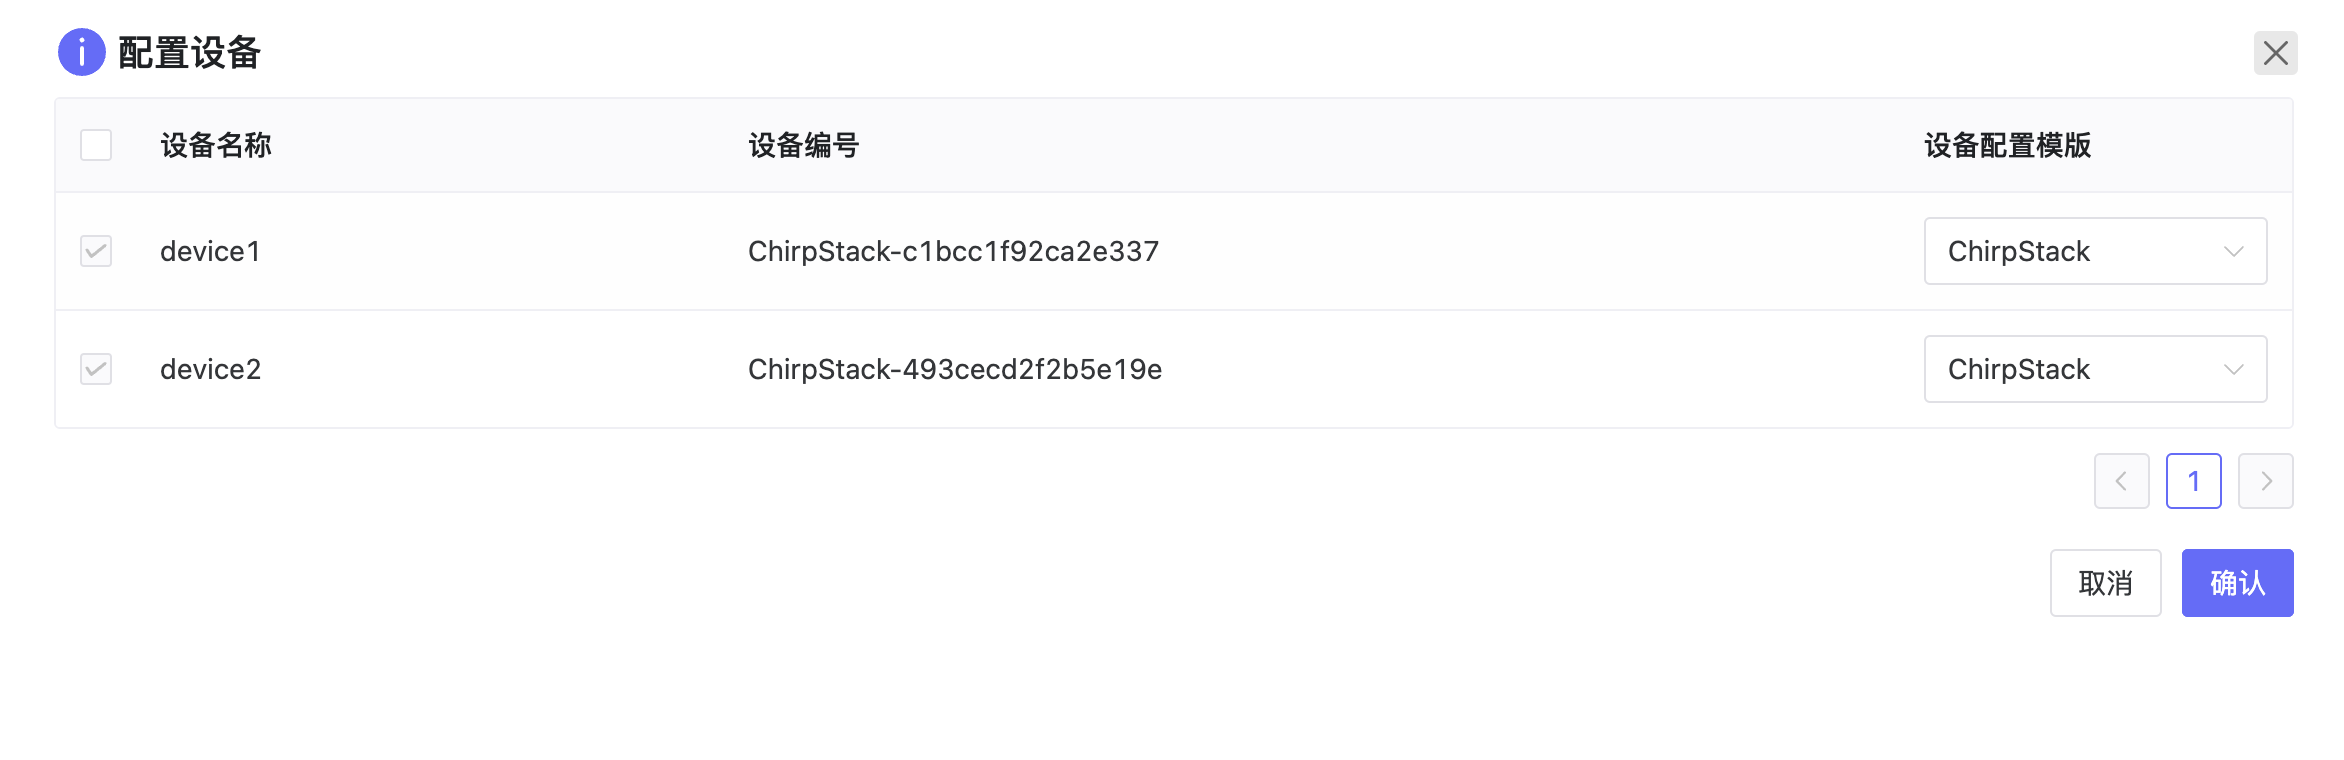 配置设备
设备名称 设备编号 设备配置模版
device1 ChirpStack-c1bcc1f92ca2e337 ChirpStack
device2 ChirpStack-493cecd2f2b5e19e ChirpStack
1
取消 确认